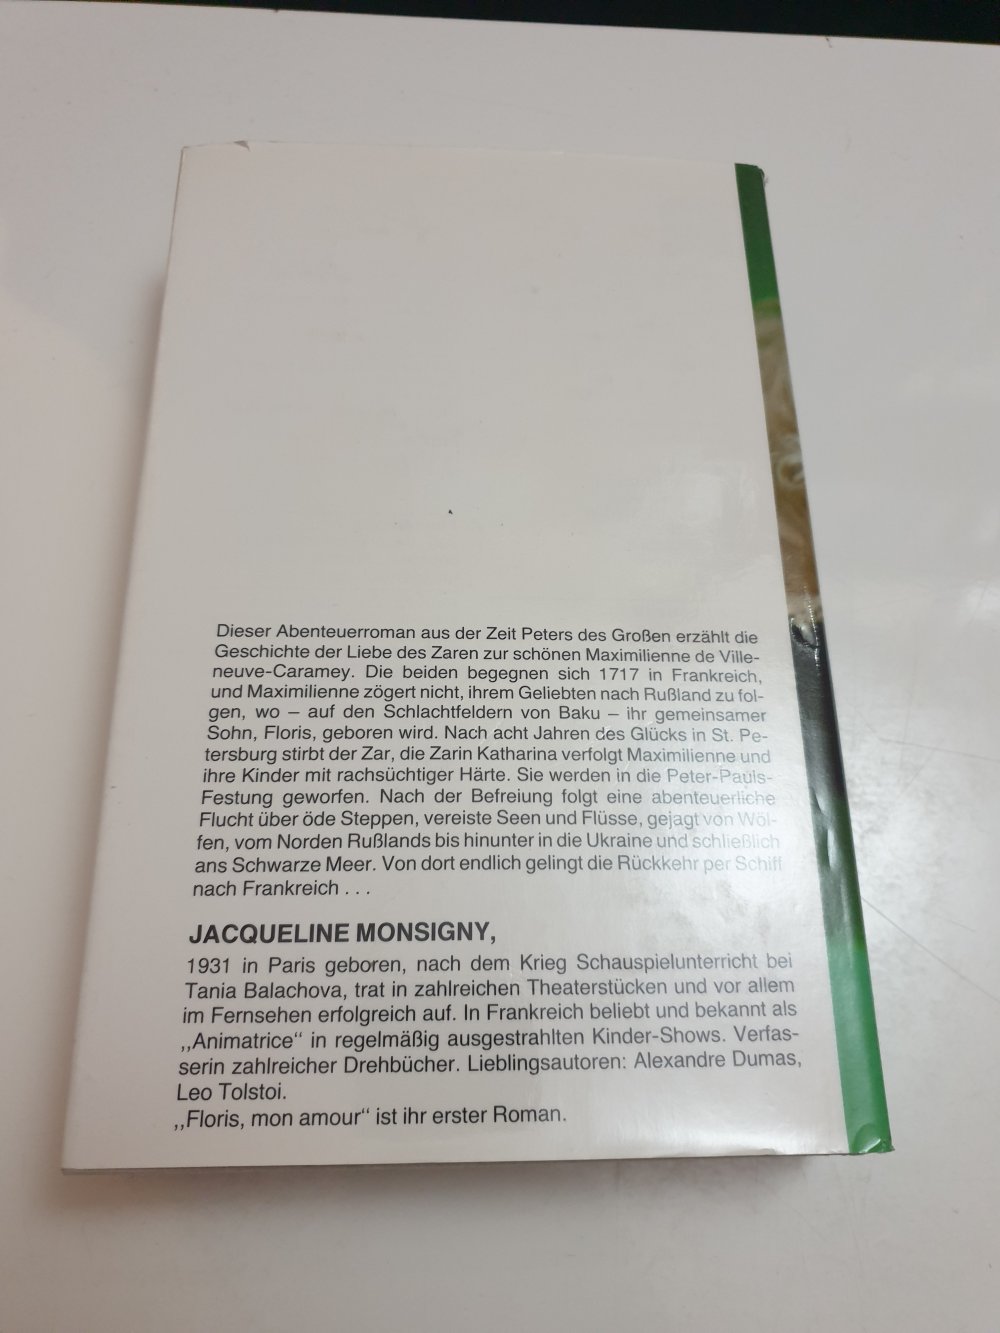 Dieser Abenteuerroman aus der Zeit Peters des Großen erzählt die
Geschichte der Liebe des Zaren zur schönen Maximilienne de Ville-
neuve-Caramey. Die beiden begegnen sich 1717 in Frankreich,
und Maximilienne zögert nicht, ihrem Geliebten nach Rußland zu fol-
gen, wo – auf den Schlachtfeldern von Baku – ihr gemeinsamer
Sohn, Floris, geboren wird. Nach acht Jahren des Glücks in St. Pe-
tersburg stirbt der Zar, die Zarin Katharina verfolgt Maximilienne und
ihre Kinder mit rachsüchtiger Härte. Sie werden in die Peter-Pauls-
Festung geworfen. Nach der Befreiung folgt eine abenteuerliche
Flucht über öde Steppen, vereiste Seen und Flüsse, gejagt von Wöl-
fen, vom Norden Rußlands bis hinunter in die Ukraine und schließlich
ans Schwarze Meer. Von dort endlich gelingt die Rückkehr per Schiff
nach Frankreich . . .
JACQUELINE MONSIGNY,
1931 in Paris geboren, nach dem Krieg Schauspielunterricht bei
Tania Balachova, trat in zahlreichen Theaterstücken und vor allem
im Fernsehen erfolgreich auf. In Frankreich beliebt und bekannt als
,,Animatrice“ in regelmäßig ausgestrahlten Kinder-Shows. Verfas-
serin zahlreicher Drehbücher. Lieblingsautoren: Alexandre Dumas,
Leo Tolstoi.
,,Floris, mon amour“ ist ihr erster Roman.